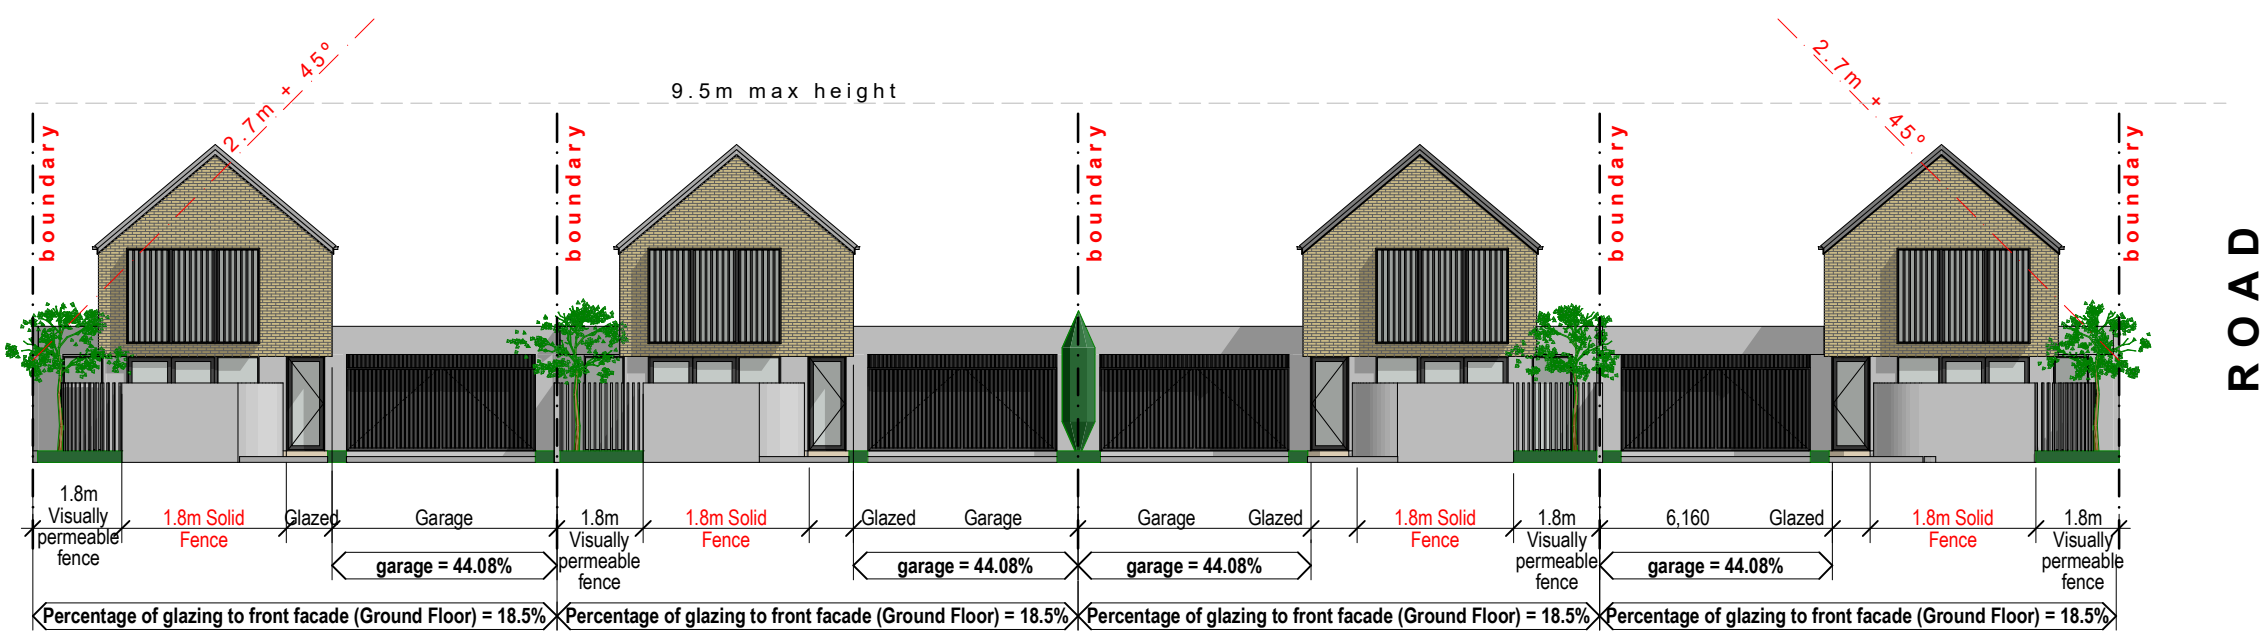 2.7m + 45°
9.5m max height
2.7m + 45°
boundary
boundary
boundary
boundary
boundary
ROAD
1.8m
Visually
permeable
fence
1.8m Solid
Fence
Glazed
Garage
1.8m
Visually
permeable
fence
1.8m Solid
Fence
Glazed
Garage
Garage
Glazed
1.8m Solid
Fence
1.8m
Visually
permeable
fence
6,160
Glazed
1.8m Solid
Fence
1.8m
Visually
permeable
fence
garage = 44.08%
garage = 44.08%
garage = 44.08%
garage = 44.08%
Percentage of glazing to front facade (Ground Floor) = 18.5%
Percentage of glazing to front facade (Ground Floor) = 18.5%
Percentage of glazing to front facade (Ground Floor) = 18.5%
Percentage of glazing to front facade (Ground Floor) = 18.5%